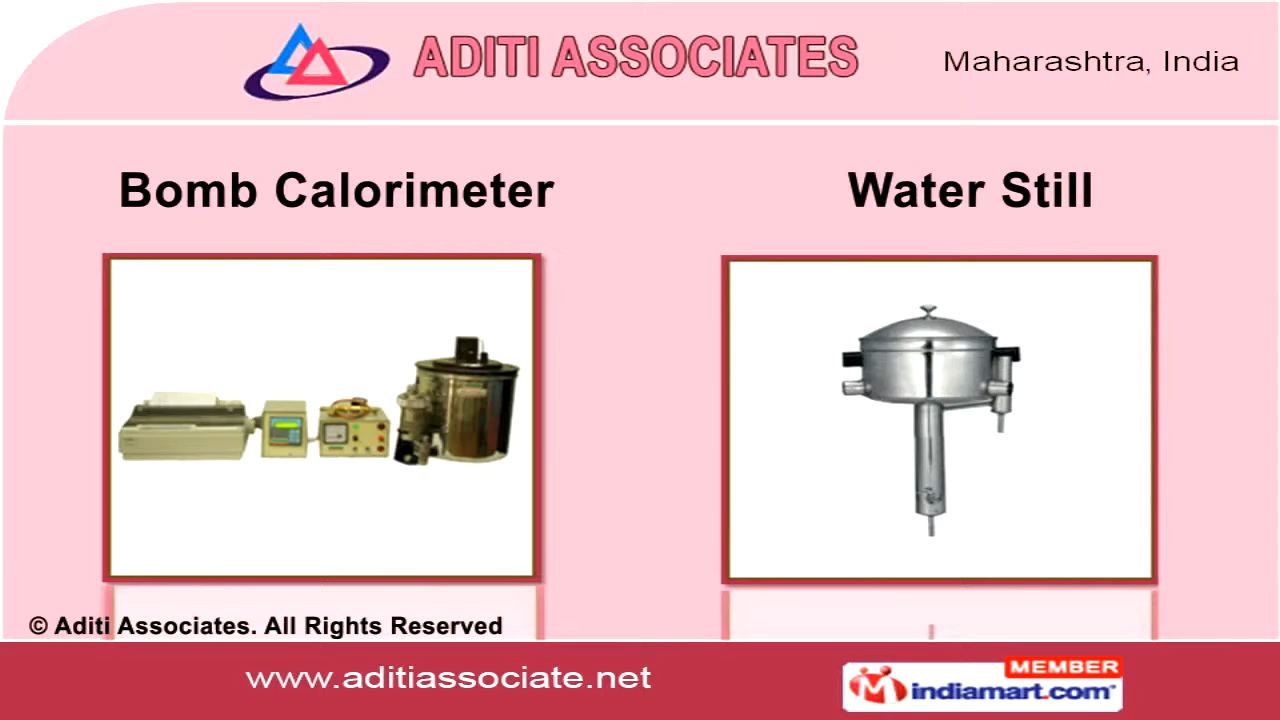 ADITI ASSOCIATES
Maharashtra, India
Bomb Calorimeter
Water Still
© Aditi Associates. All Rights Reserved
www.aditiassociate.net
MEMBER
indiamart.com